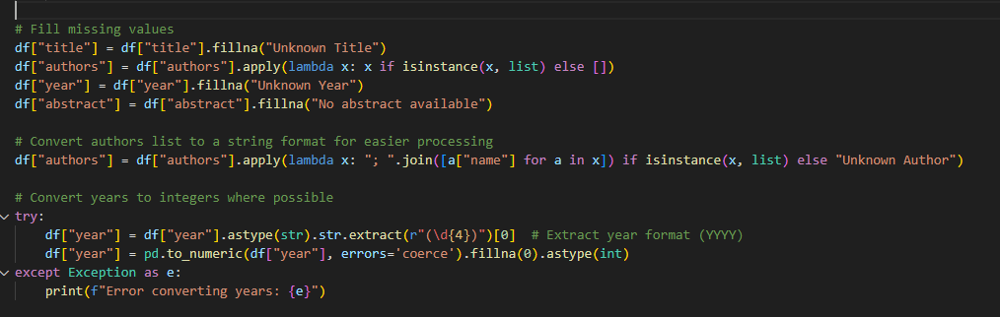 # Fill missing values
df["title"] = df["title"].fillna("Unknown Title")
df["authors"] = df["authors"].apply(lambda x: x if isinstance(x, list) else [])
df["year"] = df["year"].fillna("Unknown Year")
df["abstract"] = df["abstract"].fillna("No abstract available")
# Convert authors list to a string format for easier processing
df["authors"] = df["authors"].apply(lambda x: "; ".join([a["name"] for a in x]) if isinstance(x, list) else "Unknown Author")
# Convert years to integers where possible
try:
    df["year"] = df["year"].astype(str).str.extract(r"(\d{4})")[0]  # Extract year format (YYYY)
    df["year"] = pd.to_numeric(df["year"], errors='coerce').fillna(0).astype(int)
except Exception as e:
    print(f"Error converting years: {e}")